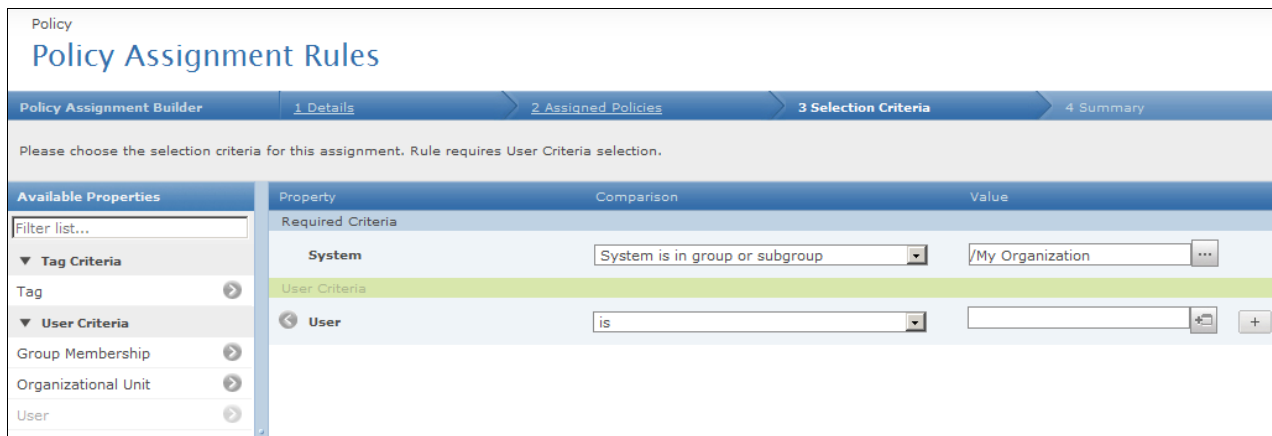 Policy
Policy Assignment Rules
Policy Assignment Builder 1 Details 2 Assigned Policies 3 Selection Criteria 4 Summary
Please choose the selection criteria for this assignment. Rule requires User Criteria selection.
Available Properties Property Comparison Value
Filter list... Required Criteria
▼ Tag Criteria System System is in group or subgroup /My Organization ...
Tag User Criteria
▼ User Criteria User is +
Group Membership
Organizational Unit
User